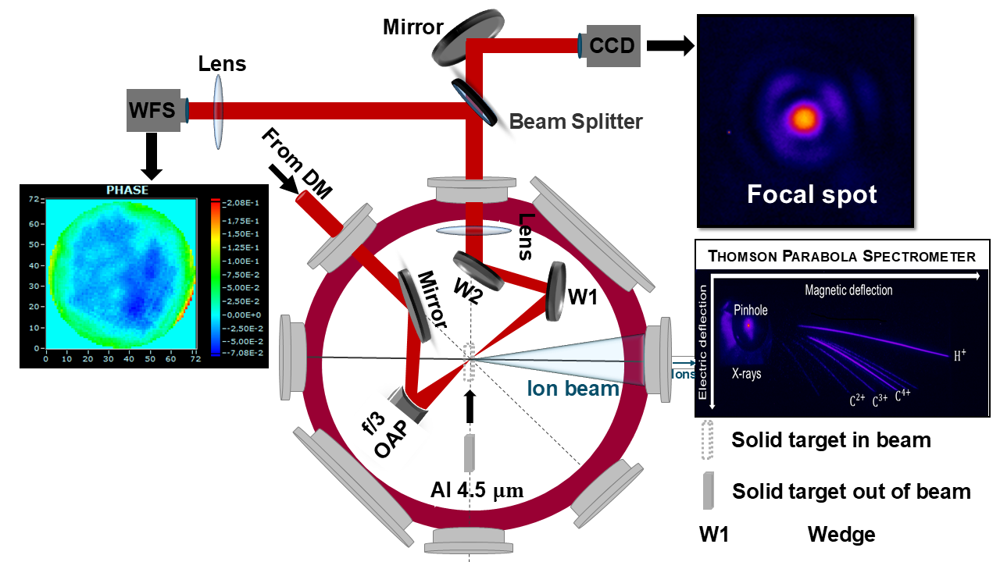 Mirror
CCD
Lens
WFS
Beam Splitter
From DM
PHASE
72
60
50
40
30
20
10
0
0 10 20 30 40 50 60 72
2,08E-1
1,75E-1
1,50E-1
1,25E-1
1,00E-1
7,50E-2
5,00E-2
2,50E-2
0,00E+0
-2,50E-2
-5,00E-2
-7,08E-2
Focal spot
Lens
Mirror
W2
W1
Ion beam
Ions
f/3
OAP
Al 4.5 μm
THOMSON PARABOLA SPECTROMETER
Magnetic deflection
Electric deflection
Pinhole
X-rays
H+
C2+ C3+ C4+
Solid target in beam
Solid target out of beam
W1 Wedge